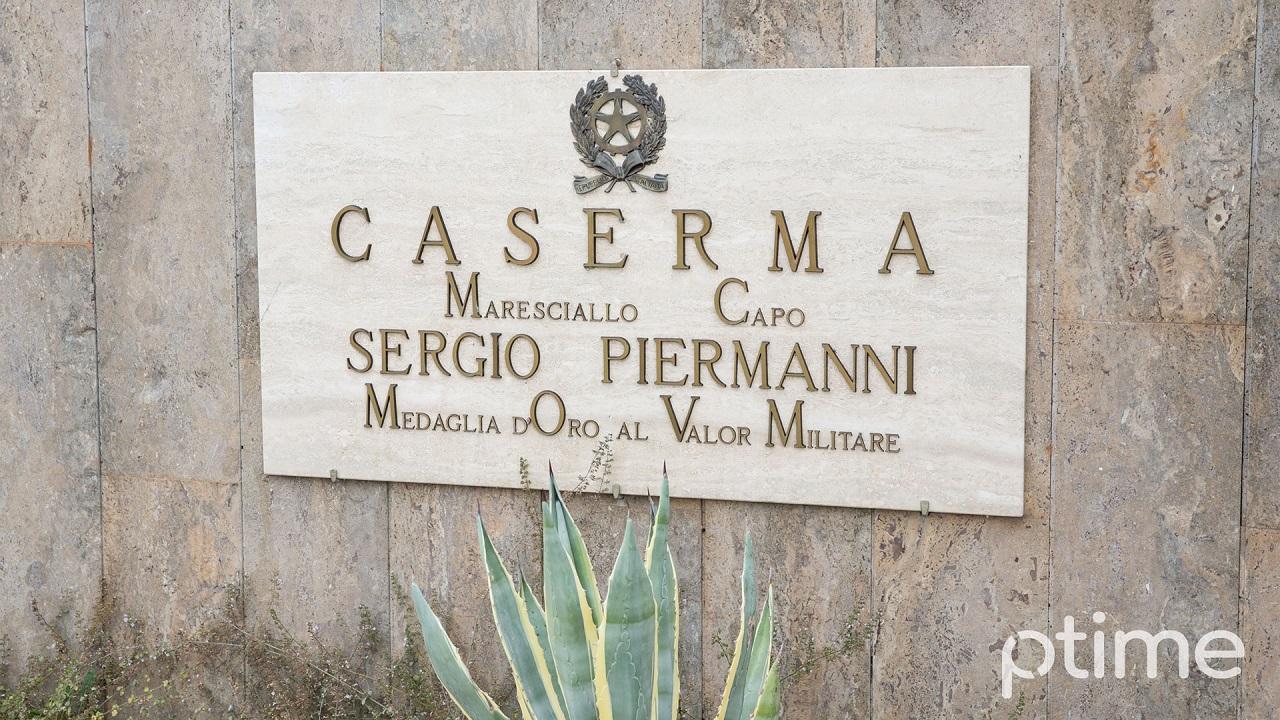 CASERMA
MARESCIALLO CAPO
SERGIO PIERMANNI
MEDAGLIA D'ORO AL VALOR MILITARE
ptime